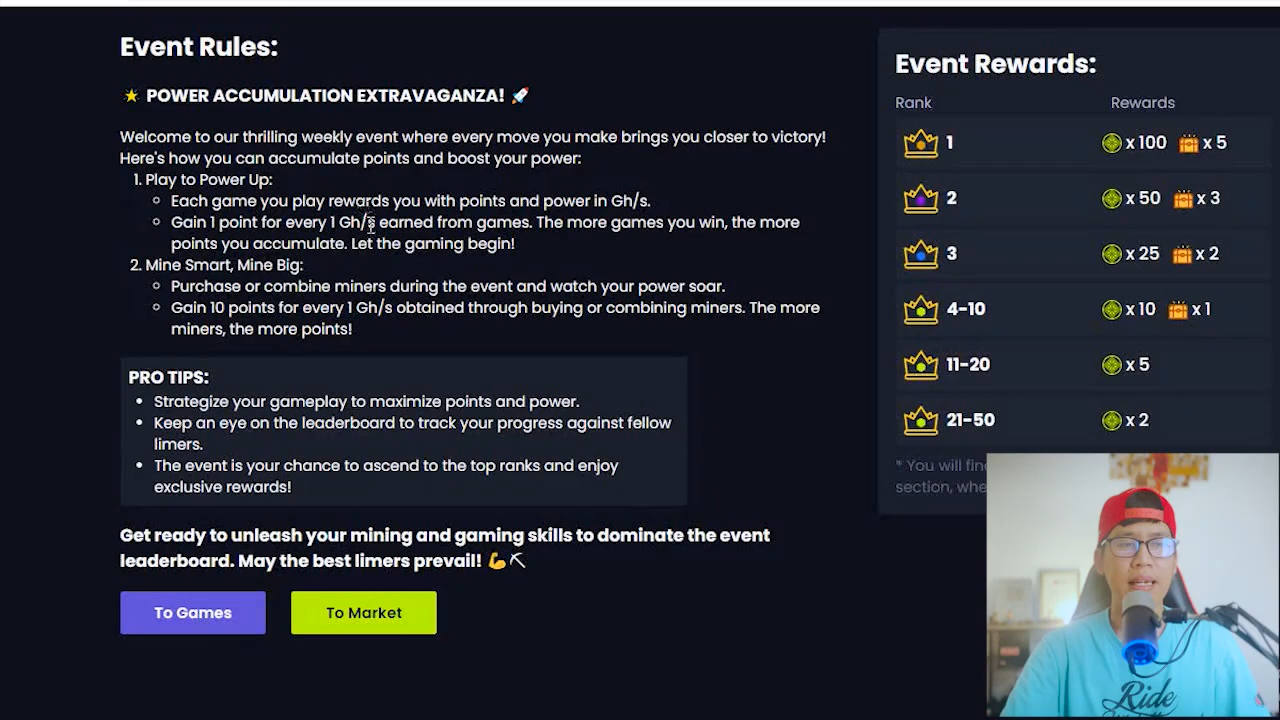 Event Rules:
🌟 POWER ACCUMULATION EXTRAVAGANZA! 🚀
Welcome to our thrilling weekly event where every move you make brings you closer to victory!
Here's how you can accumulate points and boost your power:
1. Play to Power Up:
Each game you play rewards you with points and power in Gh/s.
Gain 1 point for every 1 Gh/s earned from games. The more games you win, the more
points you accumulate. Let the gaming begin!
2. Mine Smart, Mine Big:
Purchase or combine miners during the event and watch your power soar.
Gain 10 points for every 1 Gh/s obtained through buying or combining miners. The more
miners, the more points!
PRO TIPS:
• Strategize your gameplay to maximize points and power.
• Keep an eye on the leaderboard to track your progress against fellow
limers.
• The event is your chance to ascend to the top ranks and enjoy
exclusive rewards!
Get ready to unleash your mining and gaming skills to dominate the event
leaderboard. May the best limers prevail! 💪⛏
To Games To Market
Event Rewards:
Rank Rewards
1 x 100 x 5
2 x 50 x 3
3 x 25 x 2
4-10 x 10 x 1
11-20 x 5
21-50 x 2
* You will
section,
Ride